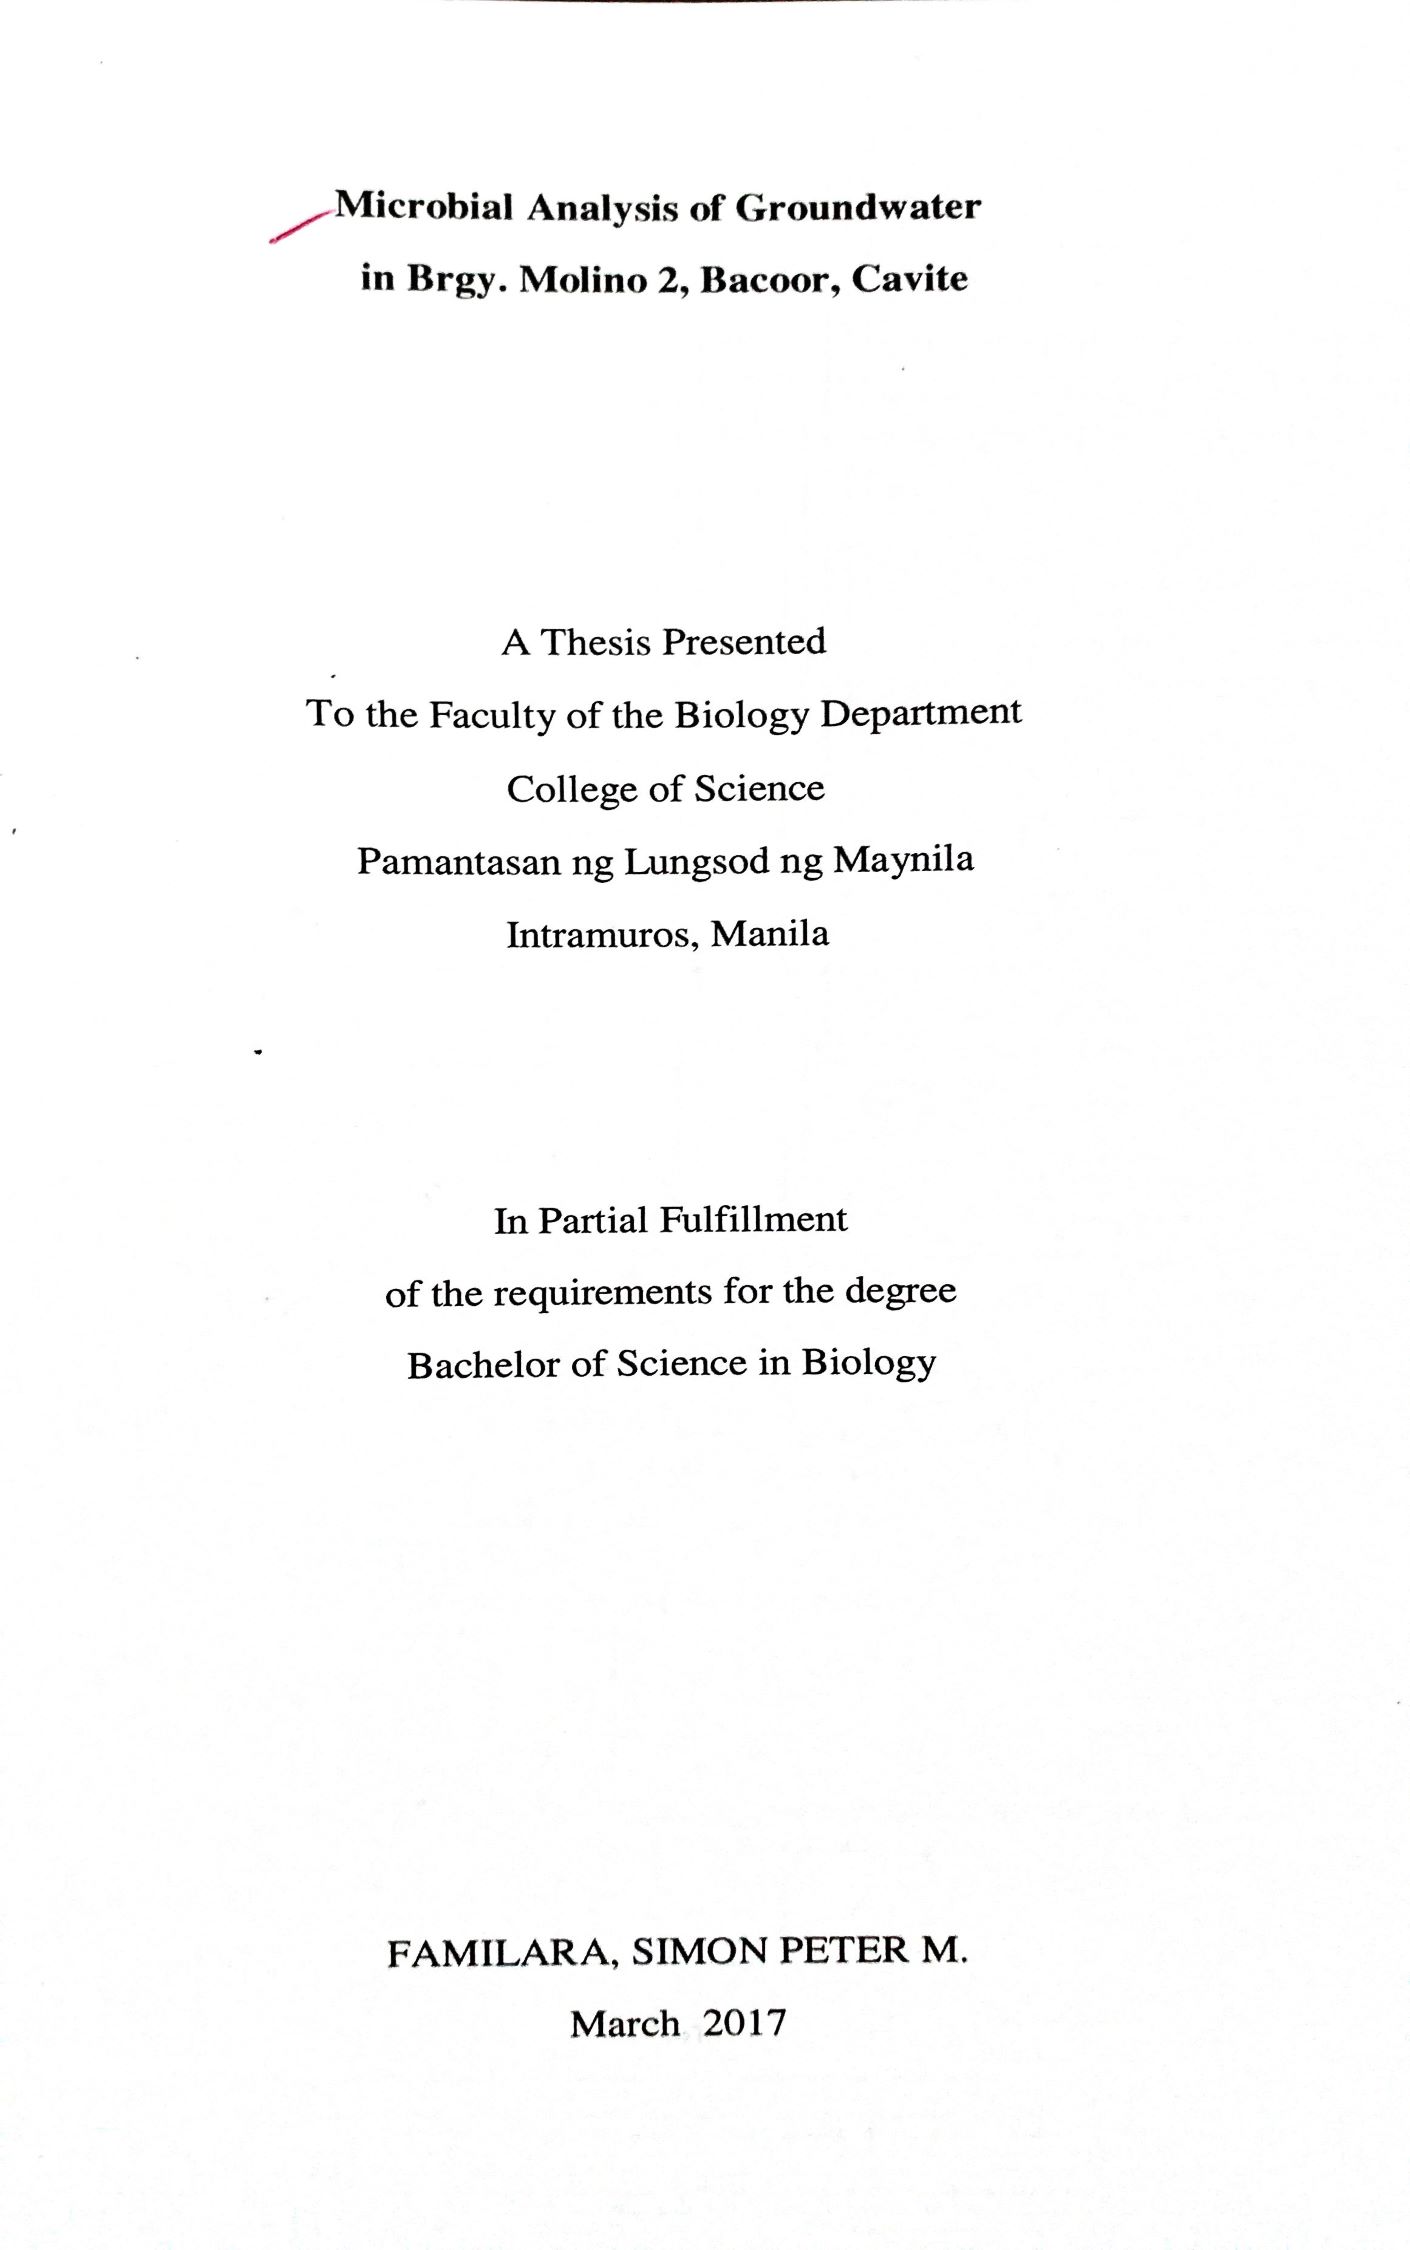 Microbial Analysis of Groundwater
in Brgy. Molino 2, Bacoor, Cavite
A Thesis Presented
To the Faculty of the Biology Department
College of Science
Pamantasan ng Lungsod ng Maynila
Intramuros, Manila
In Partial Fulfillment
of the requirements for the degree
Bachelor of Science in Biology
FAMILARA, SIMON PETER M.
March 2017